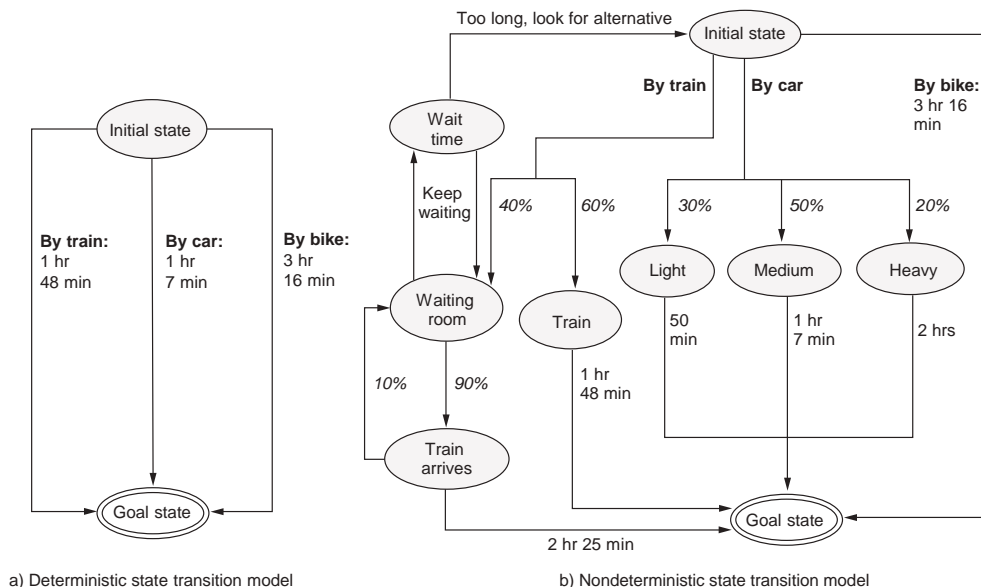 Initial state
By train:
1 hr
48 min
By car:
1 hr
7 min
By bike:
3 hr
16 min
Goal state
a) Deterministic state transition model
Too long, look for alternative
Initial state
By train
By car
By bike:
3 hr 16
min
Wait
time
Keep
waiting
40%
60%
30%
50%
20%
Light
Medium
Heavy
Waiting
room
Train
50
min
1 hr
7 min
2 hrs
10%
90%
1 hr
48 min
Train
arrives
Goal state
2 hr 25 min
b) Nondeterministic state transition model